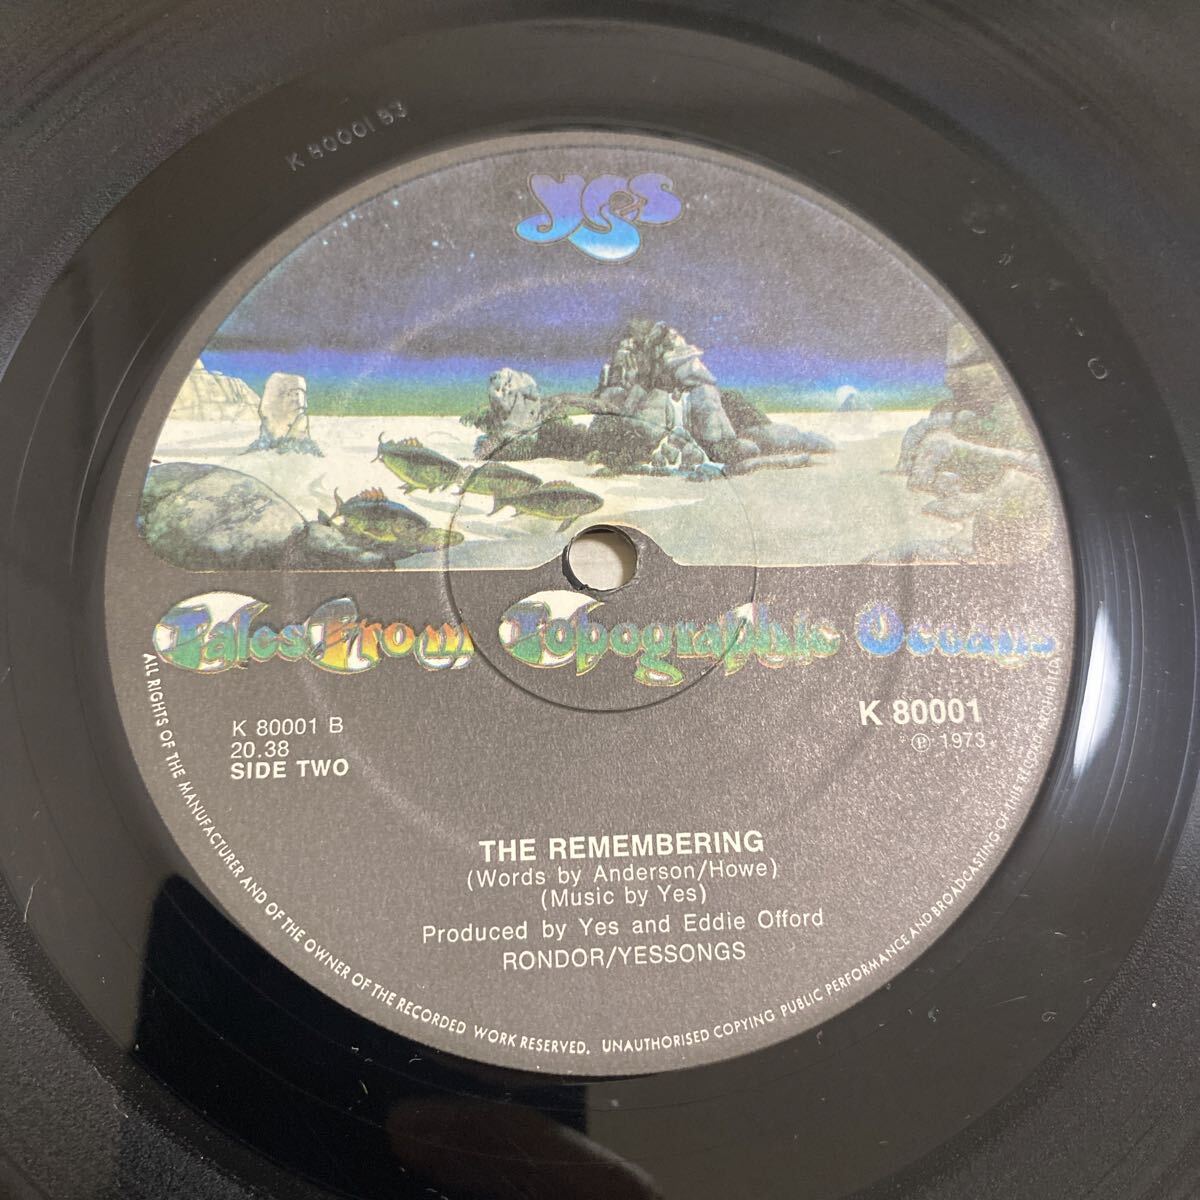 K 80001 B3
yes
Tales From Topographic Oceans
K 80001 B
20.38
SIDE TWO
K 80001
℗ 1973
THE REMEMBERING
(Words by Anderson/Howe)
(Music by Yes)
Produced by Yes and Eddie Offord
RONDOR/YESSONGS
ALL RIGHTS OF THE MANUFACTURER AND OF THE OWNER OF THE RECORDED WORK RESERVED. UNAUTHORISED COPYING PUBLIC PERFORMANCE AND BROADCASTING OF THIS RECORD PROHIBITED